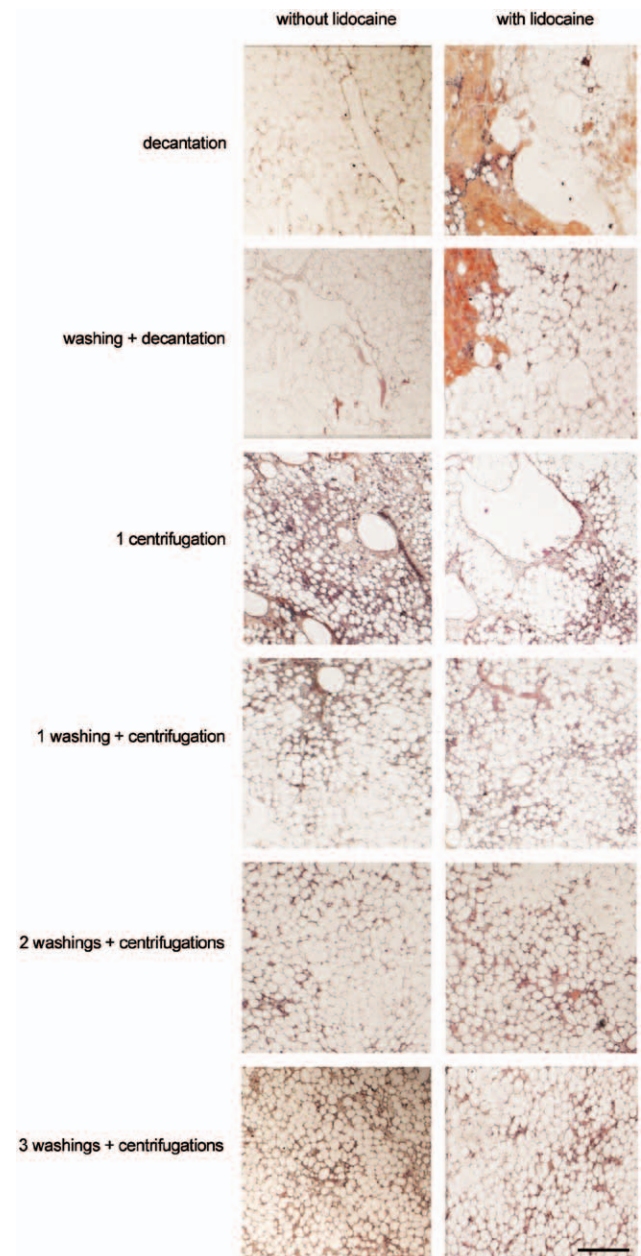 without lidocaine
with lidocaine
decantation
washing + decantation
1 centrifugation
1 washing + centrifugation
2 washings + centrifugations
3 washings + centrifugations